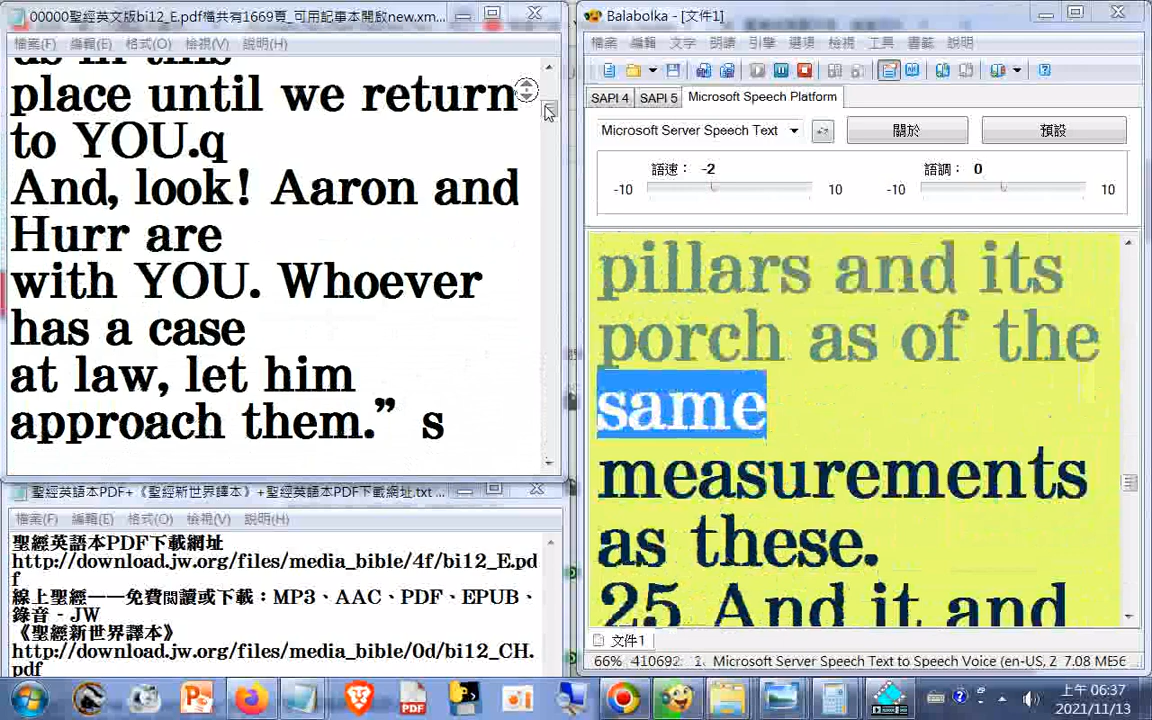 00000聖經英文版bi12_E.pdf檔共有1669頁_可用記事本開啟new.xm...
檔案(F) 編輯(E) 格式(O) 檢視(V) 說明(H)
as in this
place until we return
to YOU.q
And, look! Aaron and
Hurr are
with YOU. Whoever
has a case
at law, let him
approach them.” s
聖經英語本PDF+《聖經新世界譯本》+聖經英語本PDF下載網址.txt ...
檔案(F) 編輯(E) 格式(O) 檢視(V) 說明(H)
聖經英語本PDF下載網址
http://download.jw.org/files/media_bible/4f/bi12_E.pd
f
線上聖經——免費閱讀或下載：MP3、AAC、PDF、EPUB、
錄音 - JW
《聖經新世界譯本》
http://download.jw.org/files/media_bible/0d/bi12_CH.
pdf
Balabolka - [文件1]
檔案 編輯 文字 朗讀 引擎 選項 檢視 工具 書籤 說明
SAPI 4 SAPI 5 Microsoft Speech Platform
Microsoft Server Speech Text 關於 預設
語速： -2 語調： 0
-10 10 -10 10
pillars and its
porch as of the
same
measurements
as these.
25 And it and
文件1
66% 410692: Microsoft Server Speech Text to Speech Voice (en-US, Z 7.08 ME
上午 06:37
2021/11/13